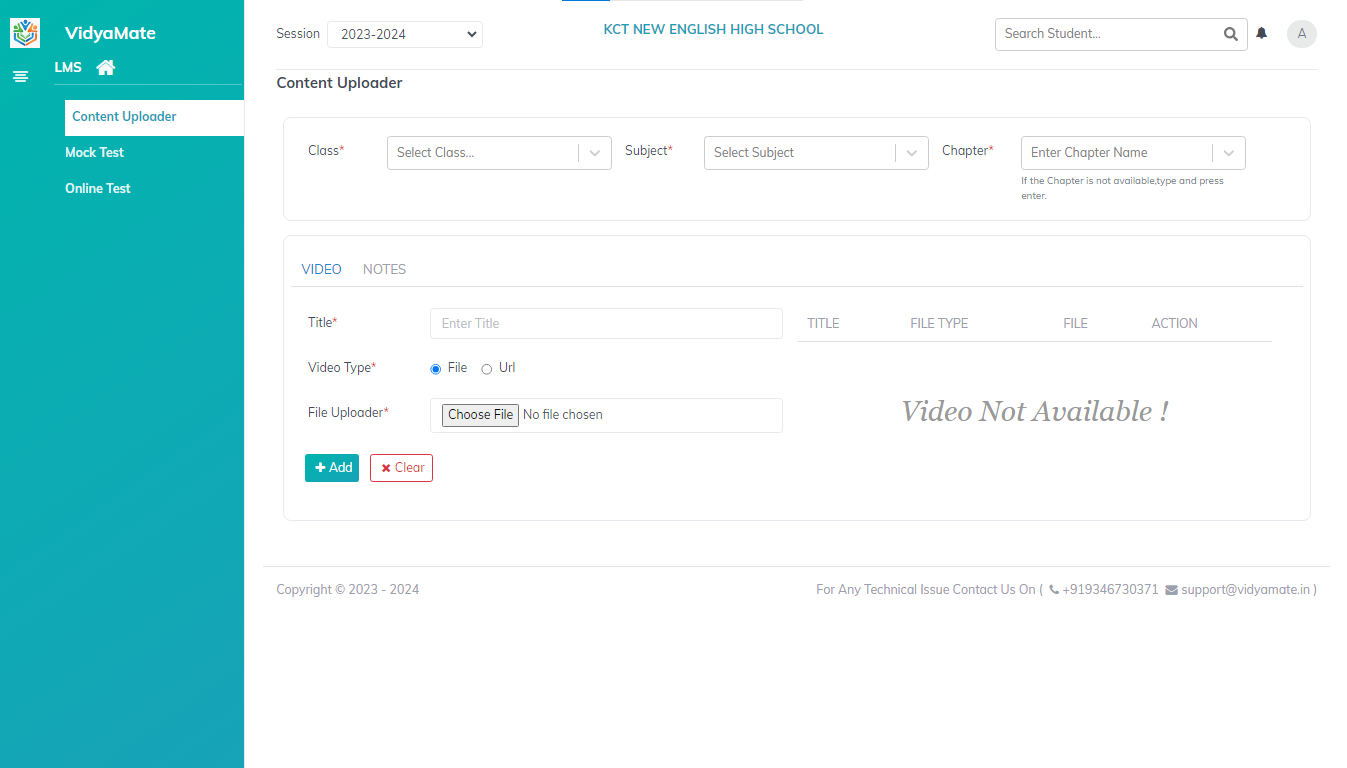 VidyaMate
LMS
Content Uploader
Mock Test
Online Test
Session 2023-2024
KCT NEW ENGLISH HIGH SCHOOL
Search Student...
A
Content Uploader
Class* Select Class... Subject* Select Subject Chapter* Enter Chapter Name
If the Chapter is not available,type and press
enter.
VIDEO NOTES
Title* Enter Title
Video Type* File Url
File Uploader* Choose File No file chosen
Add Clear
TITLE FILE TYPE FILE ACTION
Video Not Available !
Copyright © 2023 - 2024
For Any Technical Issue Contact Us On ( +919346730371 support@vidyamate.in )